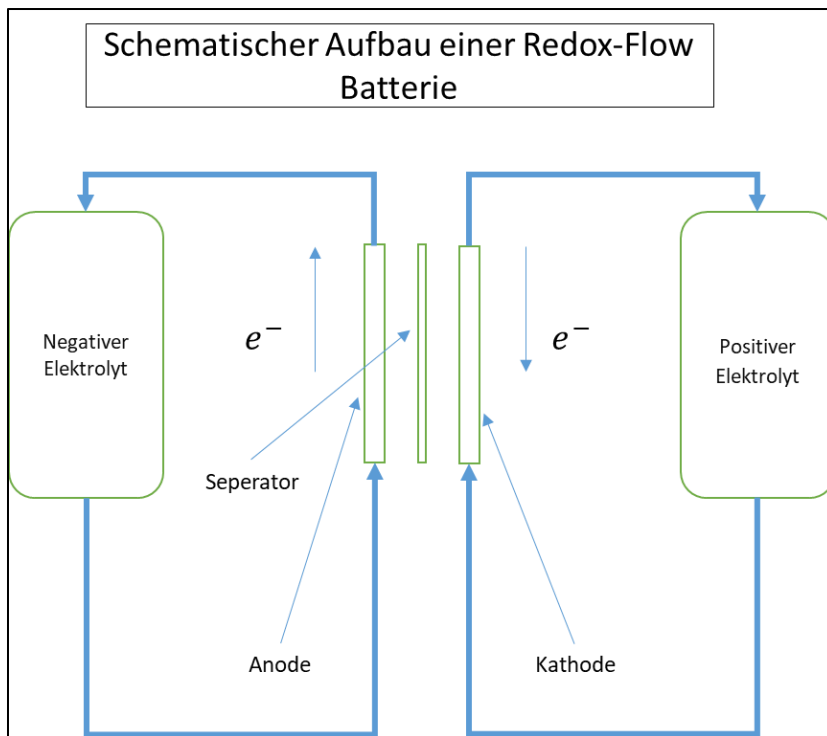 Schematischer Aufbau einer Redox-Flow
Batterie
e⁻
e⁻
Negativer
Elektrolyt
Positiver
Elektrolyt
Seperator
Anode
Kathode